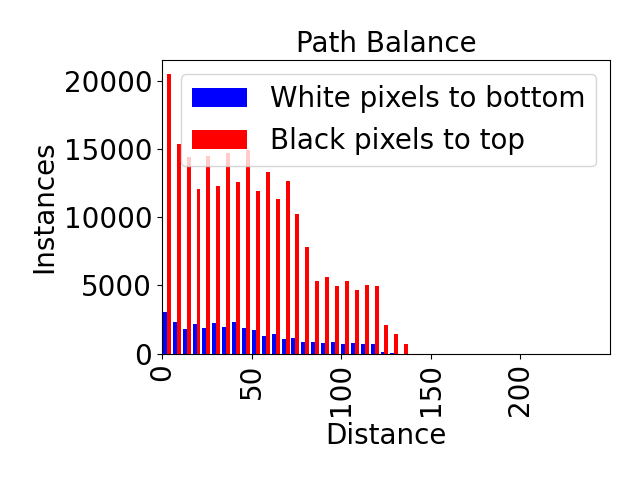 Path Balance
20000
15000
10000
5000
0
Instances
White pixels to bottom
Black pixels to top
0
50
100
150
200
Distance